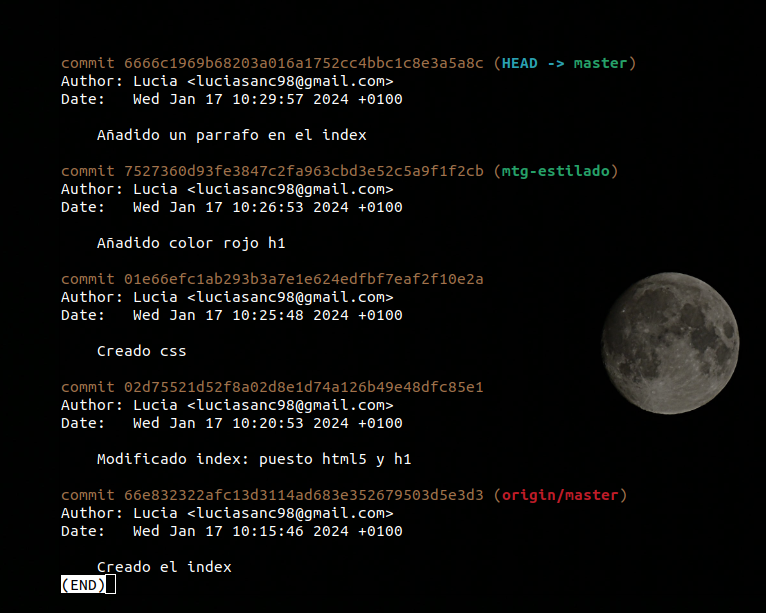 commit 6666c1969b68203a016a1752cc4bbc1c8e3a5a8c (HEAD -> master)
Author: Lucia <luciasanc98@gmail.com>
Date:   Wed Jan 17 10:29:57 2024 +0100
Añadido un parrafo en el index
commit 7527360d93fe3847c2fa963cbd3e52c5a9f1f2cb (mtg-estilado)
Author: Lucia <luciasanc98@gmail.com>
Date:   Wed Jan 17 10:26:53 2024 +0100
Añadido color rojo h1
commit 01e66efc1ab293b3a7e1e624edfbf7eaf2f10e2a
Author: Lucia <luciasanc98@gmail.com>
Date:   Wed Jan 17 10:25:48 2024 +0100
Creado css
commit 02d75521d52f8a02d8e1d74a126b49e48dfc85e1
Author: Lucia <luciasanc98@gmail.com>
Date:   Wed Jan 17 10:20:53 2024 +0100
Modificado index: puesto html5 y h1
commit 66e832322afc13d3114ad683e352679503d5e3d3 (origin/master)
Author: Lucia <luciasanc98@gmail.com>
Date:   Wed Jan 17 10:15:46 2024 +0100
Creado el index
(END)